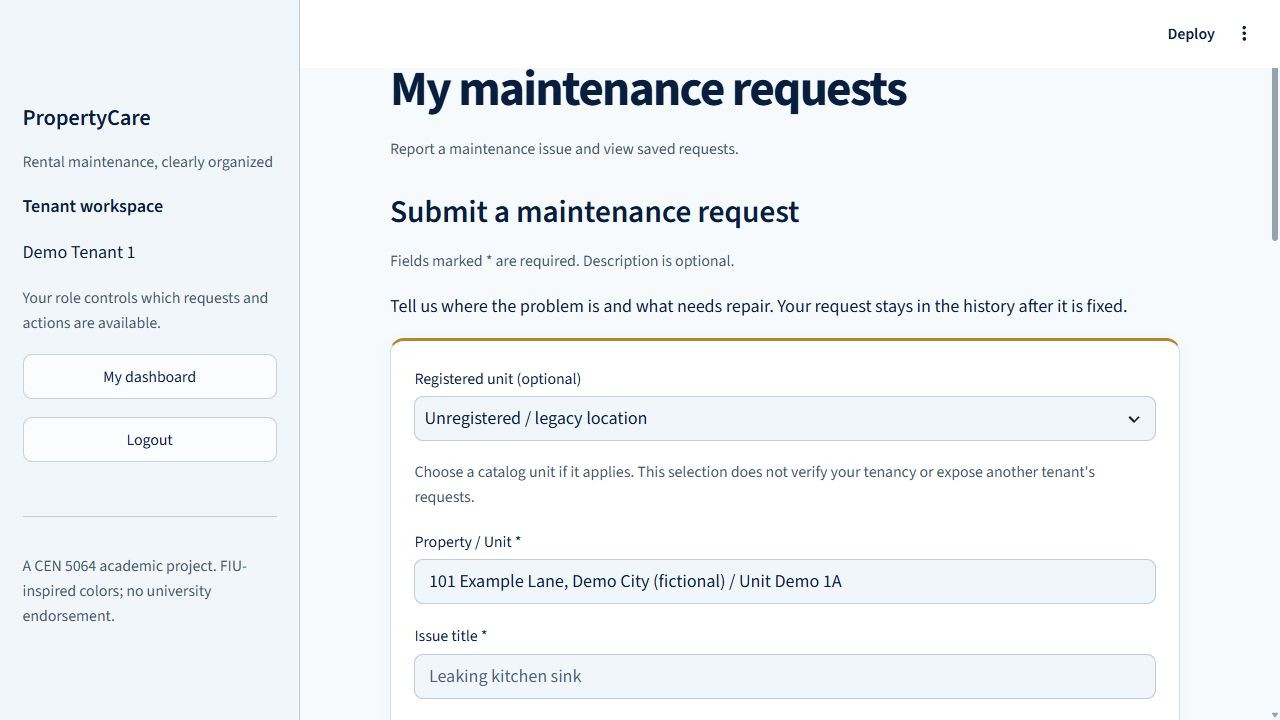 Deploy
PropertyCare
Rental maintenance, clearly organized
Tenant workspace
Demo Tenant 1
Your role controls which requests and
actions are available.
My dashboard
Logout
A CEN 5064 academic project. FIU-
inspired colors; no university
endorsement.
My maintenance requests
Report a maintenance issue and view saved requests.
Submit a maintenance request
Fields marked * are required. Description is optional.
Tell us where the problem is and what needs repair. Your request stays in the history after it is fixed.
Registered unit (optional)
Unregistered / legacy location
Choose a catalog unit if it applies. This selection does not verify your tenancy or expose another tenant's
requests.
Property / Unit *
101 Example Lane, Demo City (fictional) / Unit Demo 1A
Issue title *
Leaking kitchen sink